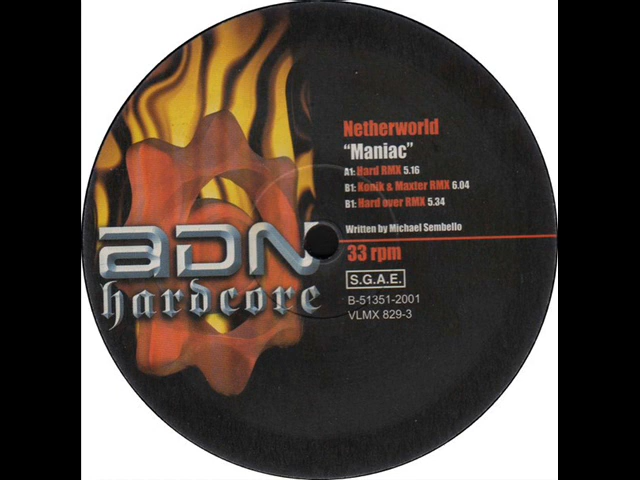 Netherworld
"Maniac"
A1: Hard RMX 5.16
B1: Konik & Maxter RMX 6.04
B1: Hard over RMX 5.34
Written by Michael Sembello
33 rpm
S.G.A.E.
B-51351-2001
VLMX 829-3
aDN
hardcore